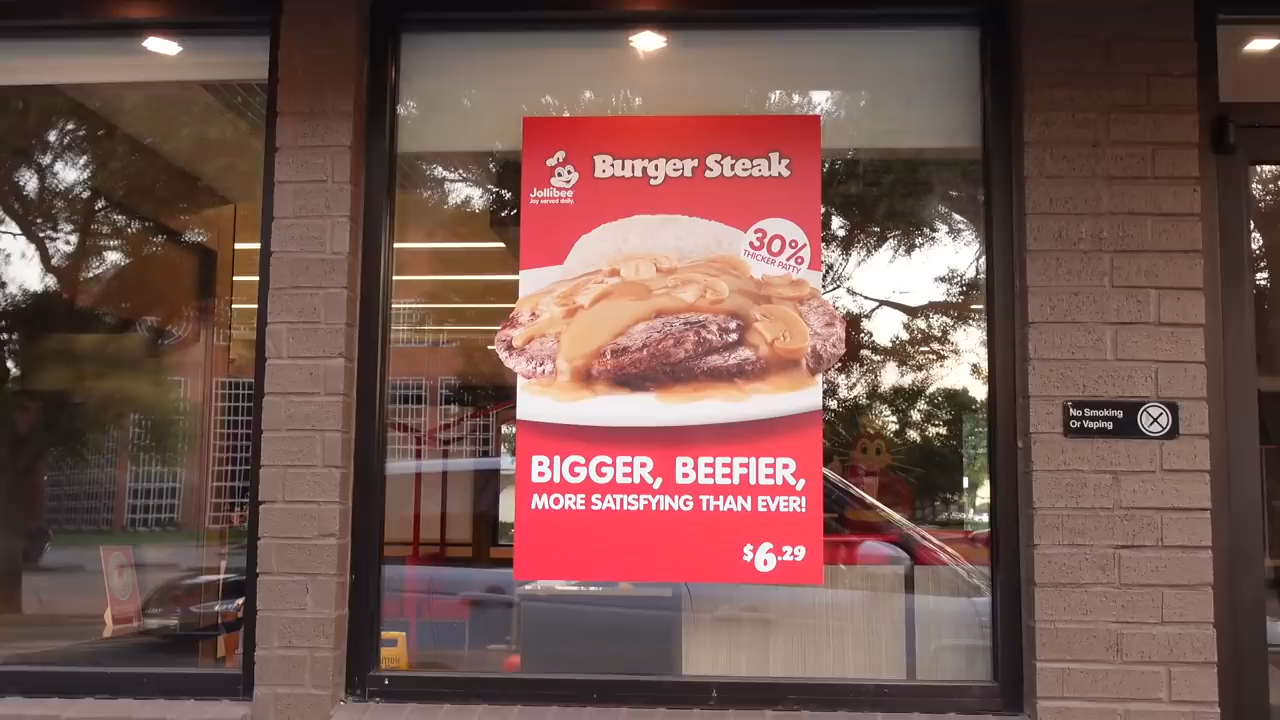 Burger Steak
Jollibee
Joy served daily.
30%
THICKER PATTY
BIGGER, BEEFIER,
MORE SATISFYING THAN EVER!
$6.29
No Smoking
Or Vaping